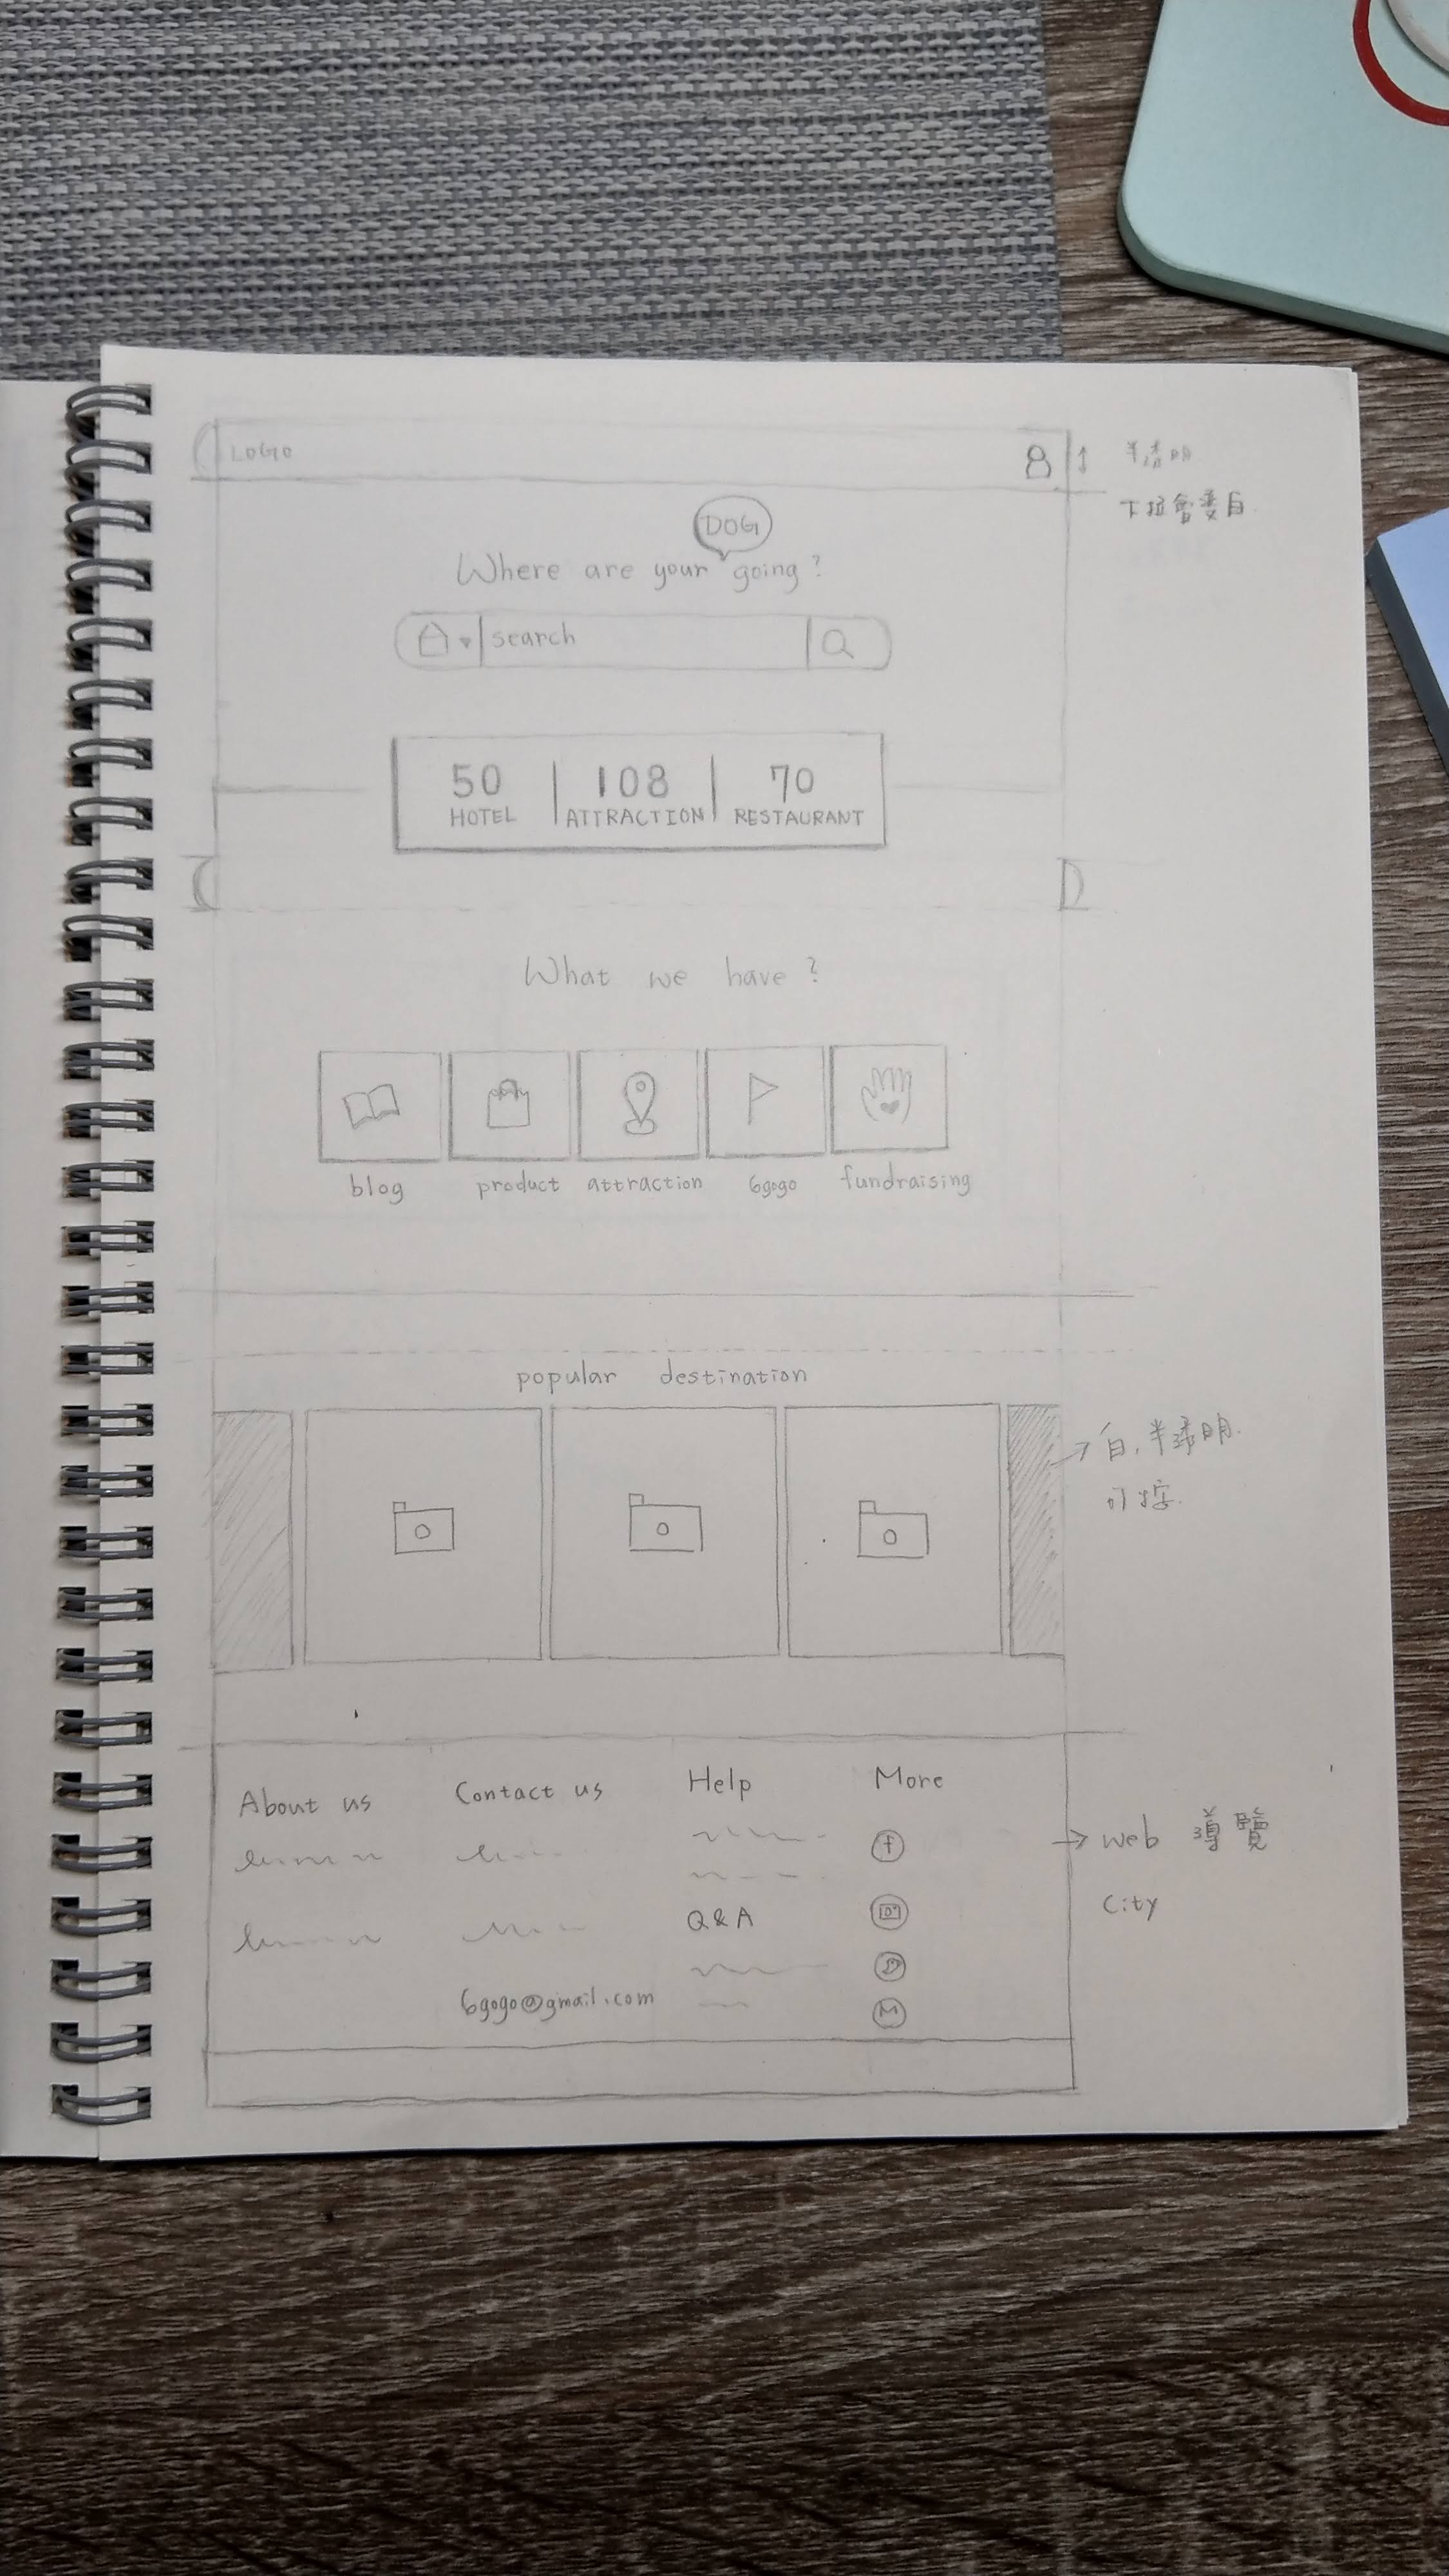 LOGO
半透明
下拉會變白
DOG
Where are your going?
search
50 108 70
HOTEL ATTRACTION RESTAURANT
What we have?
blog product attraction 6gogo fundraising
popular destination
白.半透明.
About us Contact us Help More
f
web 導覽
City
Q&A
6gogo@gmail.com
M